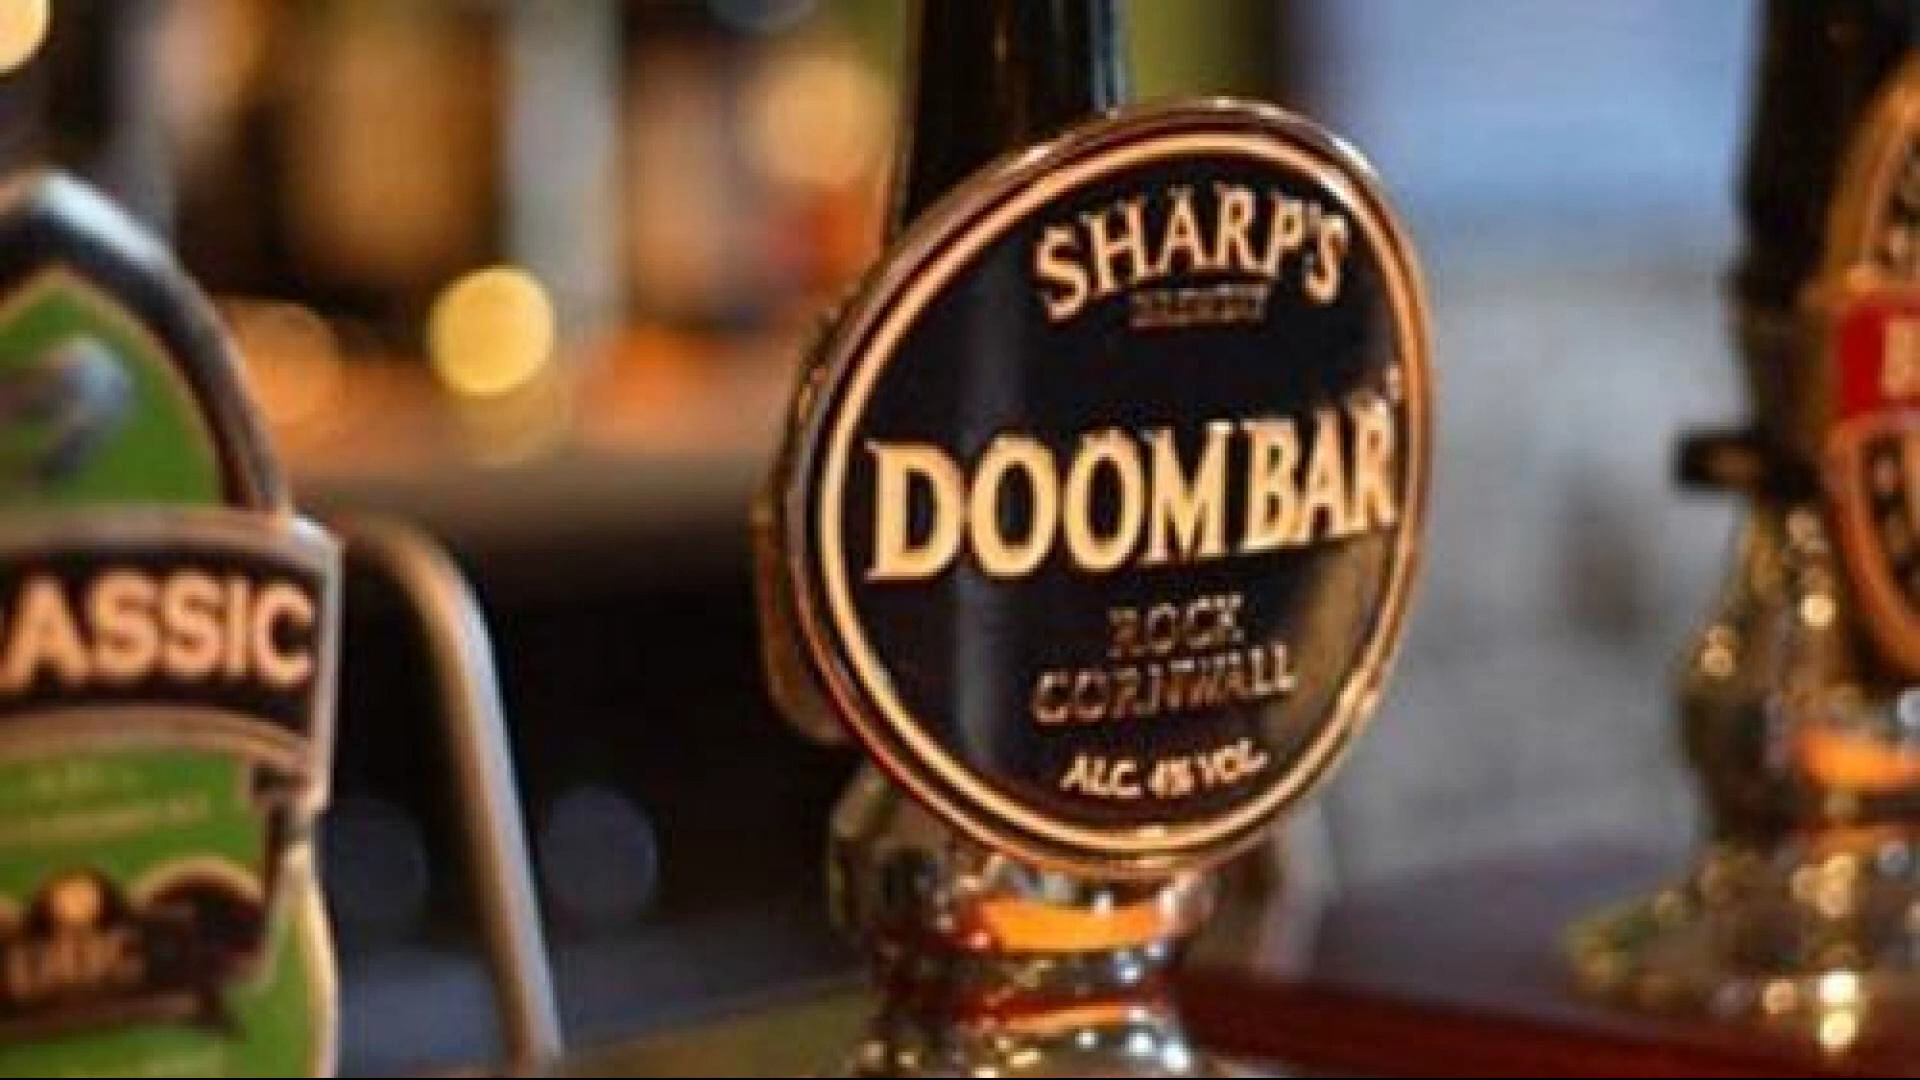 SHARP'S
DOOM BAR
ROCK
CORNWALL
ALC. 4% VOL.
ASSIC